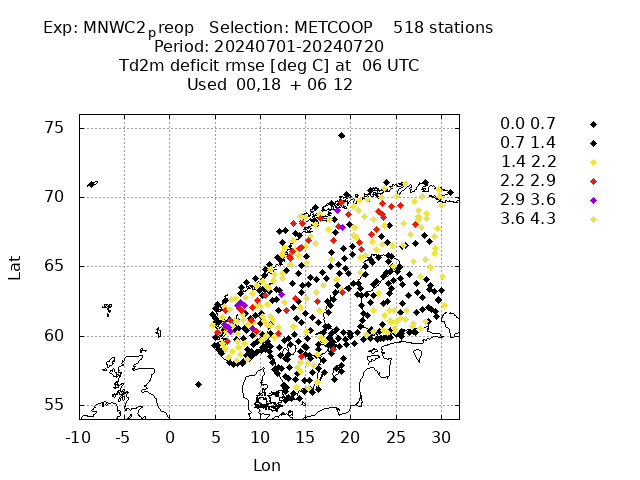 Exp: MNWC2preop   Selection: METCOOP    518 stations
Period: 20240701-20240720
Td2m deficit rmse [deg C] at  06 UTC
Used  00,18  + 06 12
0.0 0.7
0.7 1.4
1.4 2.2
2.2 2.9
2.9 3.6
3.6 4.3
75
70
65
60
55
Lat
-10 -5 0 5 10 15 20 25 30
Lon